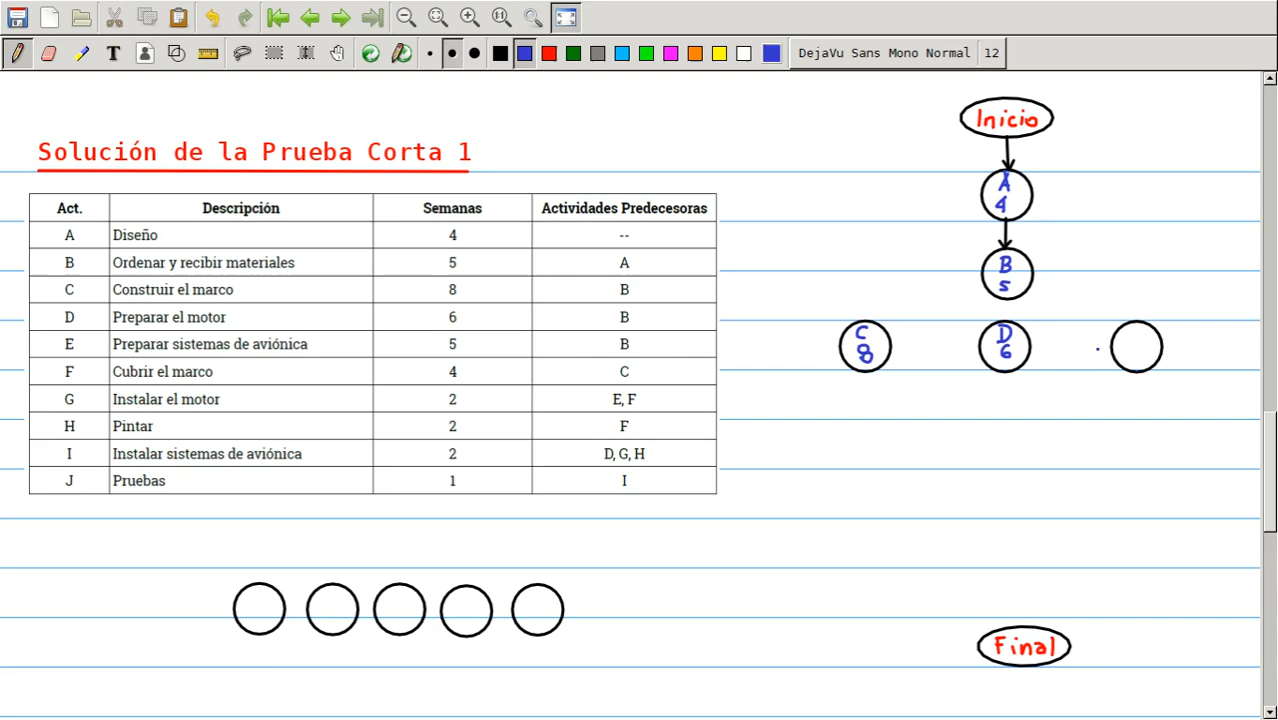 DejaVu Sans Mono Normal 12
Solución de la Prueba Corta 1
Act. Descripción Semanas Actividades Predecesoras
A Diseño 4 --
B Ordenar y recibir materiales 5 A
C Construir el marco 8 B
D Preparar el motor 6 B
E Preparar sistemas de aviónica 5 B
F Cubrir el marco 4 C
G Instalar el motor 2 E, F
H Pintar 2 F
I Instalar sistemas de aviónica 2 D, G, H
J Pruebas 1 I
Inicio
A
4
B
5
C
8
D
6
Final